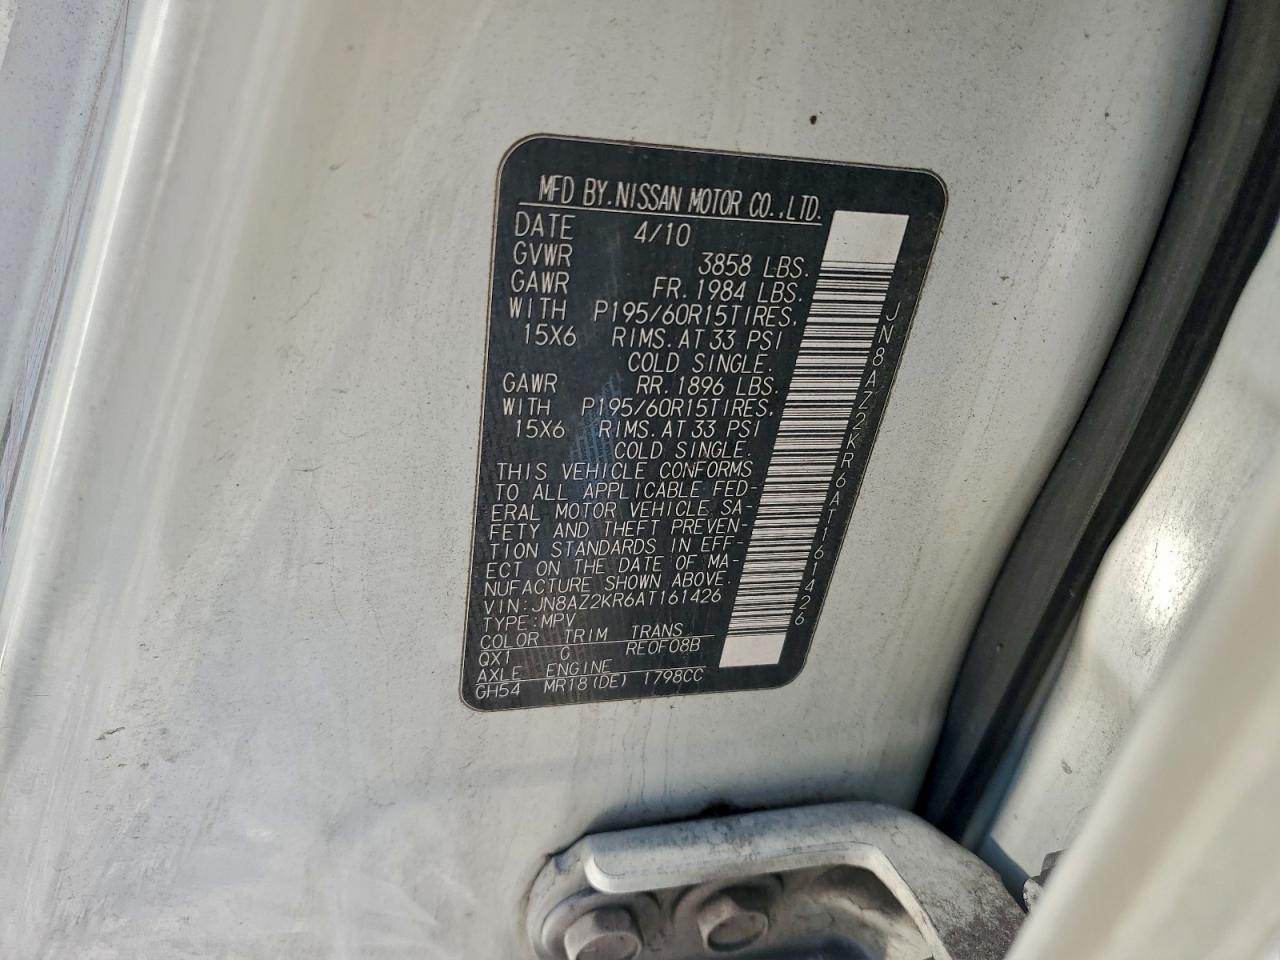 MFD BY. NISSAN MOTOR CO.,LTD.
DATE 4/10
GVWR 3858 LBS.
GAWR FR. 1984 LBS.
WITH P195/60R15TIRES,
15X6 RIMS. AT 33 PSI
COLD SINGLE.
GAWR RR. 1896 LBS.
WITH P195/60R15TIRES,
15X6 RIMS. AT 33 PSI
COLD SINGLE.
THIS VEHICLE CONFORMS
TO ALL APPLICABLE FED-
ERAL MOTOR VEHICLE SA-
FETY AND THEFT PREVEN-
TION STANDARDS IN EFF-
ECT ON THE DATE OF MA-
NUFACTURE SHOWN ABOVE.
VIN:JN8AZ2KR6AT161426
TYPE:MPV
COLOR TRIM TRANS
QX1 G RE0F08B
AXLE ENGINE
GH54 MR18(DE) 1798CC
JN8AZ2KR6AT161426